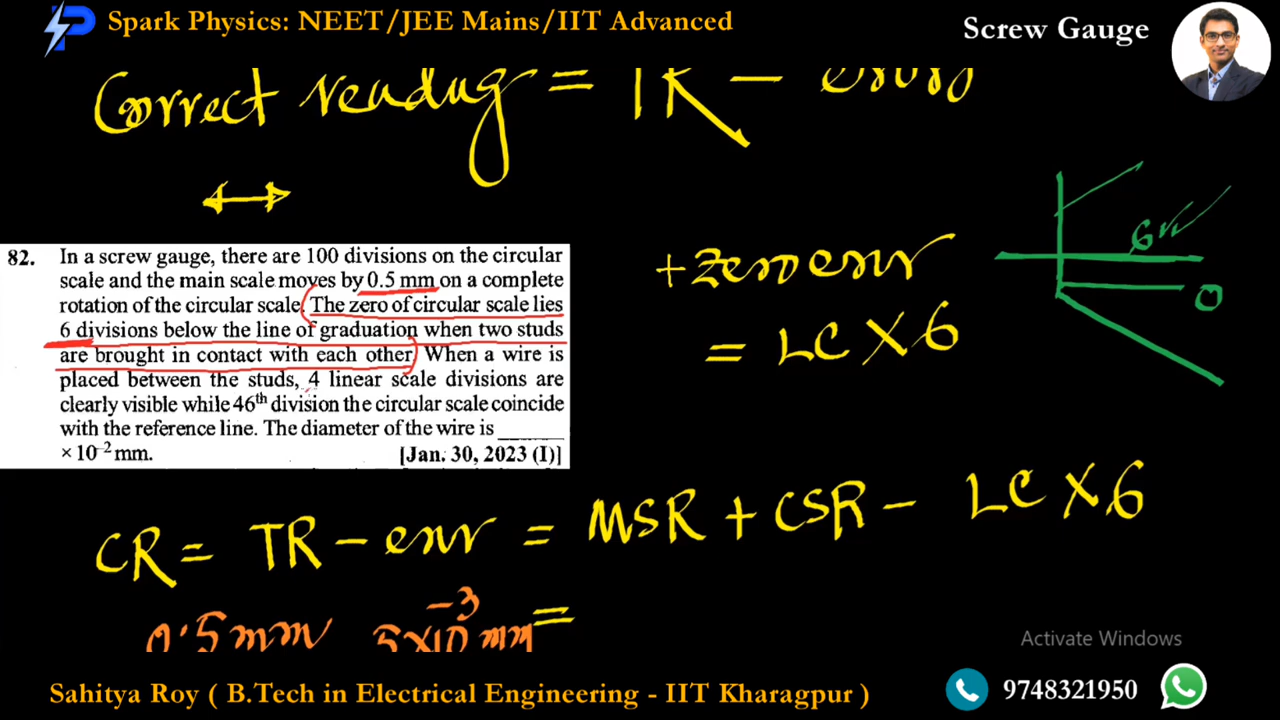 Spark Physics: NEET/JEE Mains/IIT Advanced
Screw Gauge
Correct reading = TR - error
6
0
82. In a screw gauge, there are 100 divisions on the circular
scale and the main scale moves by 0.5 mm on a complete
rotation of the circular scale. The zero of circular scale lies
6 divisions below the line of graduation when two studs
are brought in contact with each other. When a wire is
placed between the studs, 4 linear scale divisions are
clearly visible while 46th division the circular scale coincide
with the reference line. The diameter of the wire is ______
× 10⁻² mm.
[Jan. 30, 2023 (I)]
+zero error
= LC × 6
CR = TR - error = MSR + CSR - LC × 6
=
0.5mm 5×10⁻³ mm
Activate Windows
Sahitya Roy ( B.Tech in Electrical Engineering - IIT Kharagpur )
9748321950